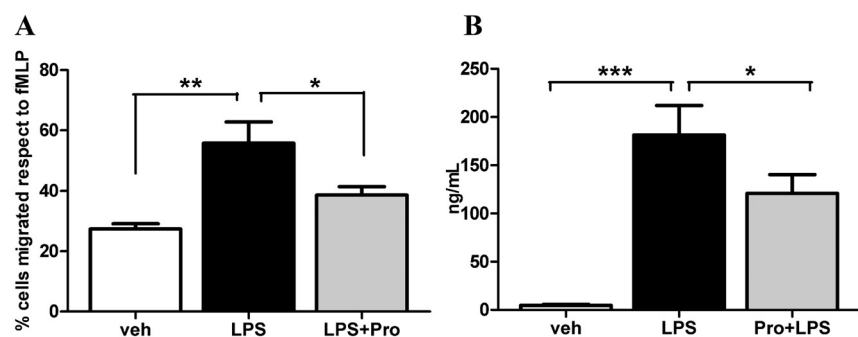 A
% cells migrated respect to fMLP
80
60
40
20
0
**
*
veh
LPS
LPS+Pro
B
ng/mL
250
200
150
100
50
0
***
*
veh
LPS
Pro+LPS